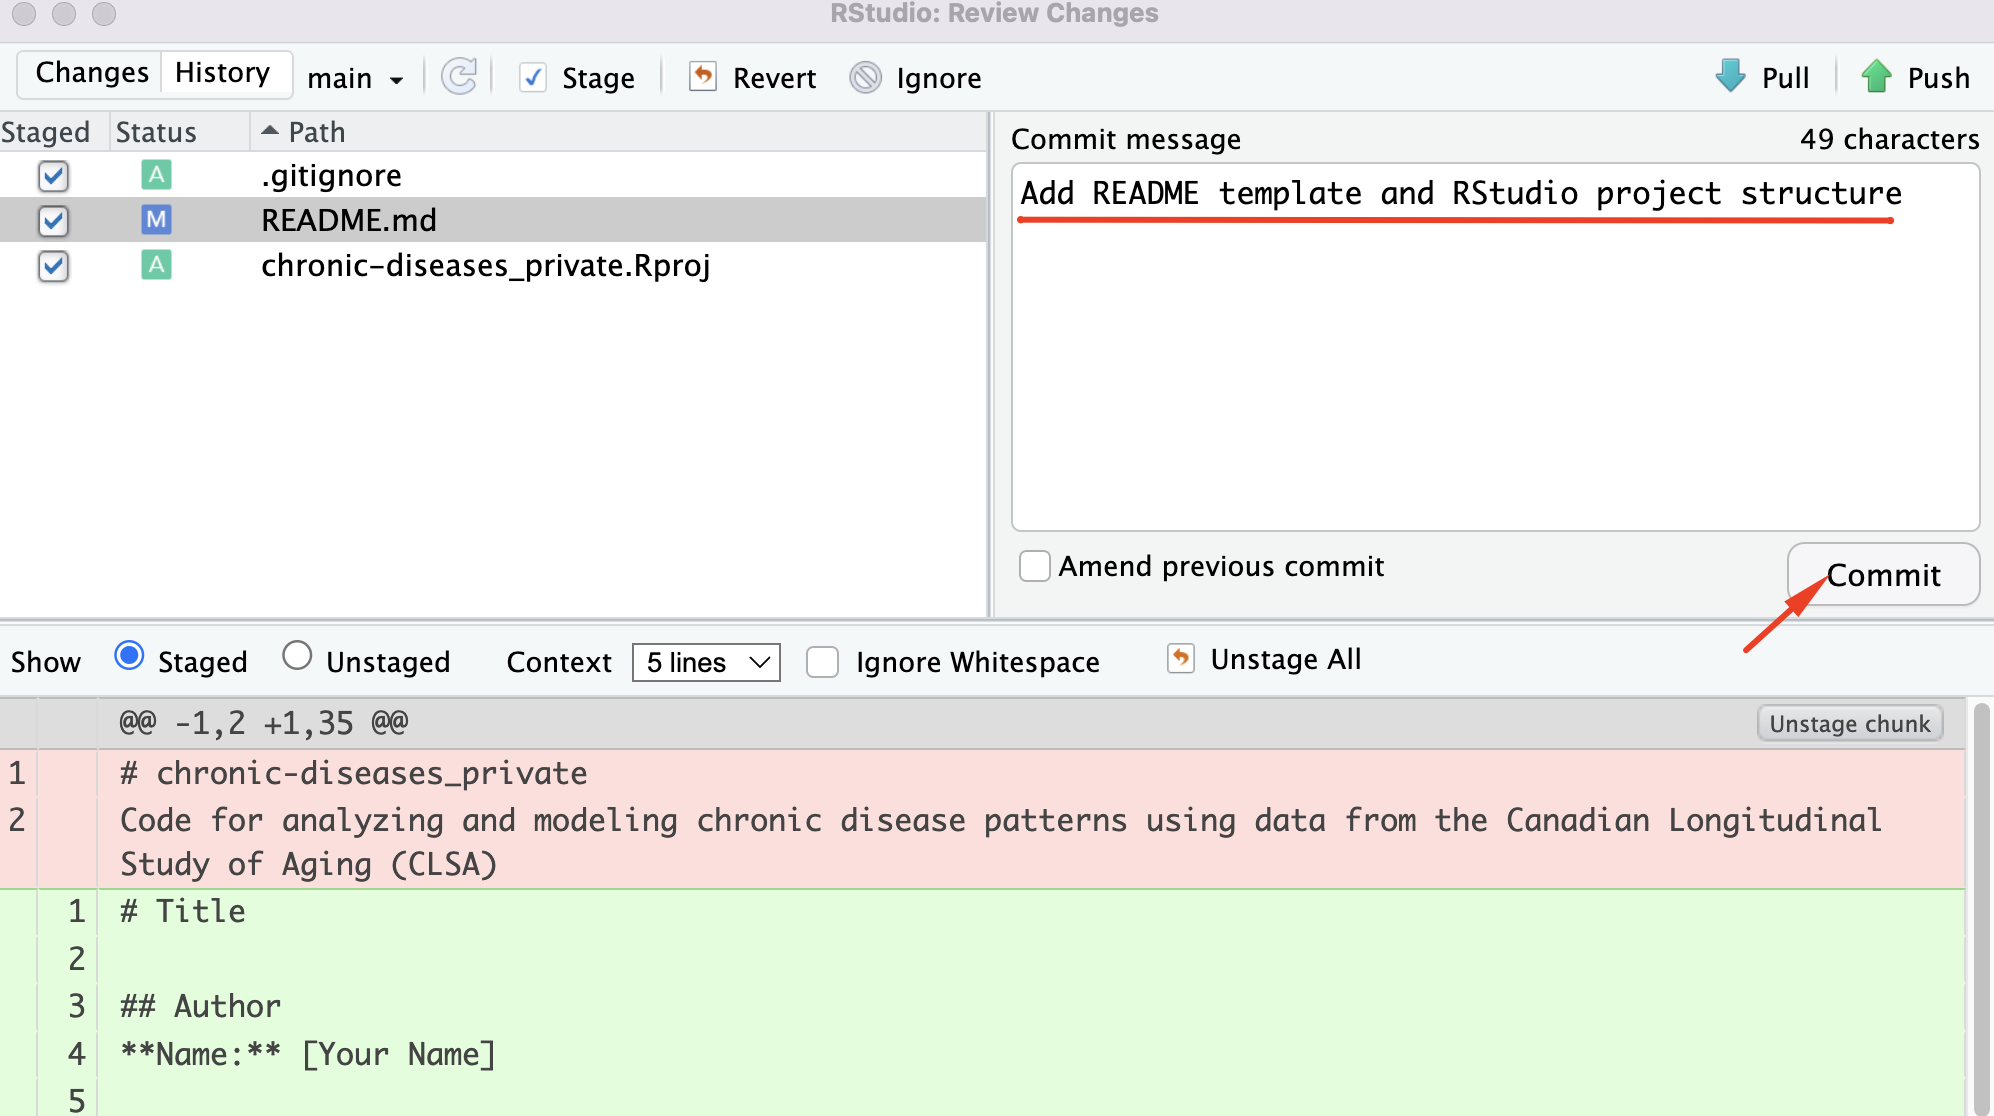 RStudio: Review Changes
Changes History main Stage Revert Ignore Pull Push
Staged Status Path
A .gitignore
M README.md
A chronic-diseases_private.Rproj
Commit message 49 characters
Add README template and RStudio project structure
Amend previous commit Commit
Show Staged Unstaged Context 5 lines Ignore Whitespace Unstage All
@@ -1,2 +1,35 @@ Unstage chunk
1 # chronic-diseases_private
2 Code for analyzing and modeling chronic disease patterns using data from the Canadian Longitudinal
Study of Aging (CLSA)
1 # Title
2
3 ## Author
4 **Name:** [Your Name]
5